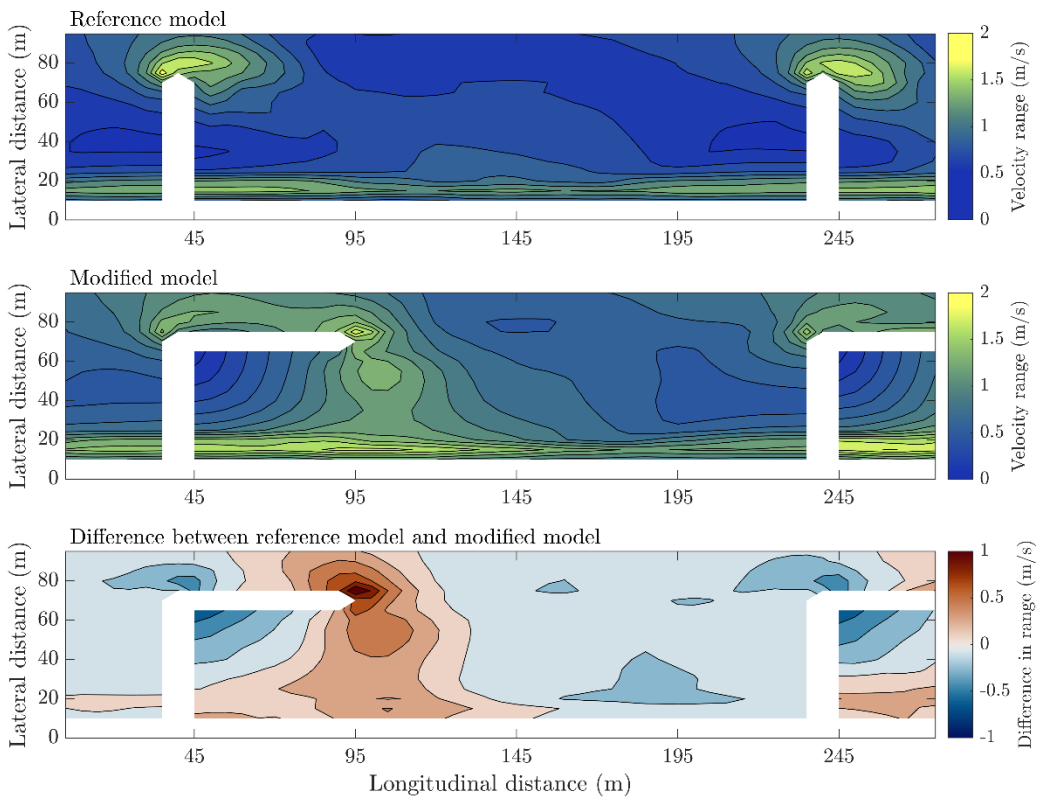 Reference model
Lateral distance (m)
80
60
40
20
0
45 95 145 195 245
2
1.5
1
0.5
0
Velocity range (m/s)
Modified model
Lateral distance (m)
80
60
40
20
0
45 95 145 195 245
2
1.5
1
0.5
0
Velocity range (m/s)
Difference between reference model and modified model
Lateral distance (m)
80
60
40
20
0
45 95 145 195 245
Longitudinal distance (m)
1
0.5
0
-0.5
-1
Difference in range (m/s)